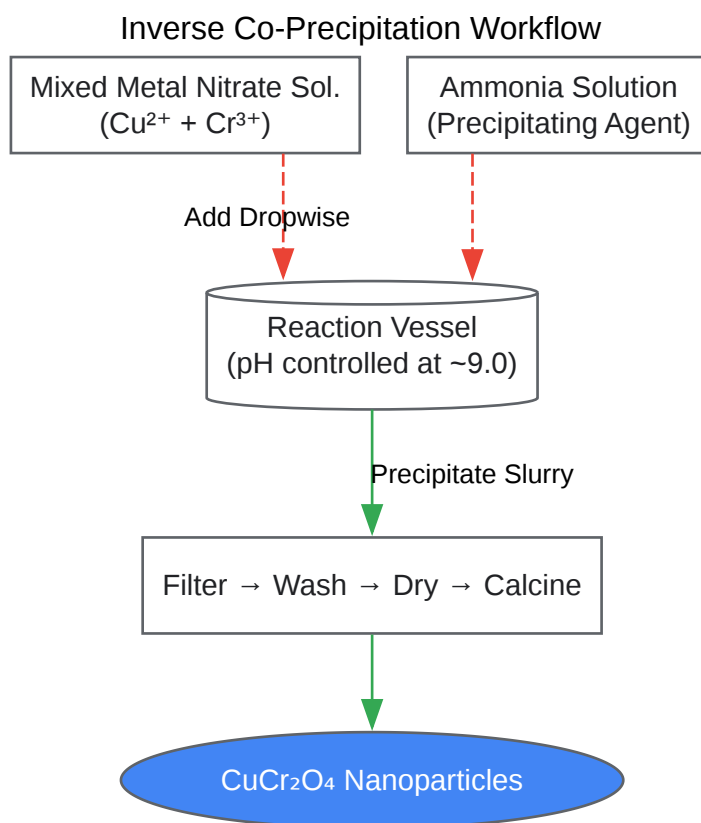 Inverse Co-Precipitation Workflow
Mixed Metal Nitrate Sol.
(Cu²⁺ + Cr³⁺)
Ammonia Solution
(Precipitating Agent)
Add Dropwise
Reaction Vessel
(pH controlled at ~9.0)
Precipitate Slurry
Filter → Wash → Dry → Calcine
CuCr₂O₄ Nanoparticles